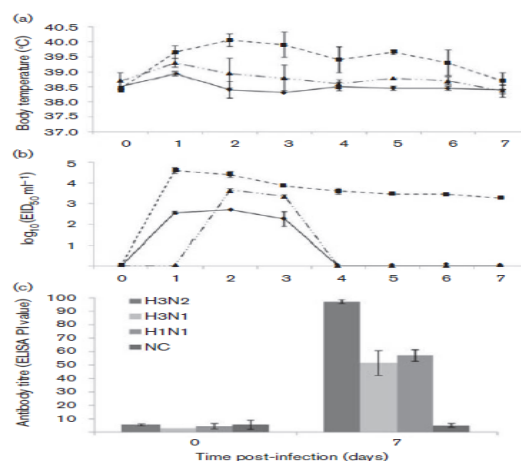 (a)
Body temperature (°C)
40.5
40.0
39.5
39.0
38.5
38.0
37.5
37.0
0 1 2 3 4 5 6 7
(b)
log10(EID50 ml-1)
5
4
3
2
1
0 1 2 3 4 5 6 7
(c)
Antibody titre (ELISA PI value)
100
90
80
70
60
50
40
30
20
10
H3N2
H3N1
H1N1
NC
0 7
Time post-infection (days)